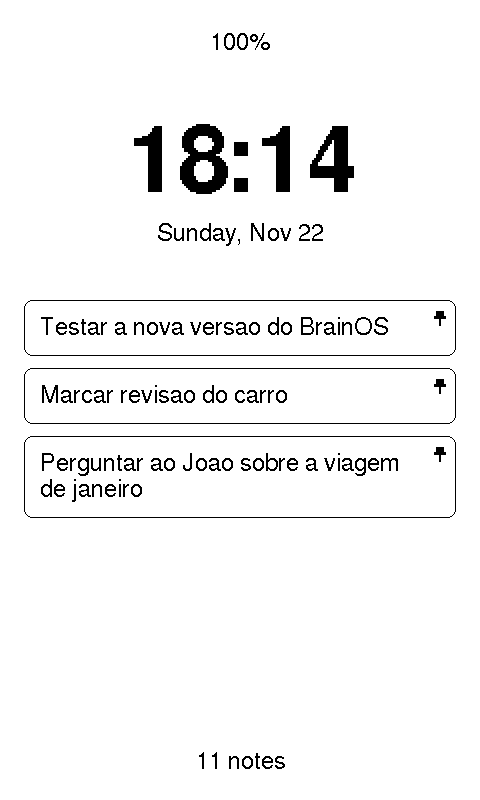 100%
18:14
Sunday, Nov 22
Testar a nova versao do BrainOS
Marcar revisao do carro
Perguntar ao Joao sobre a viagem
de janeiro
11 notes